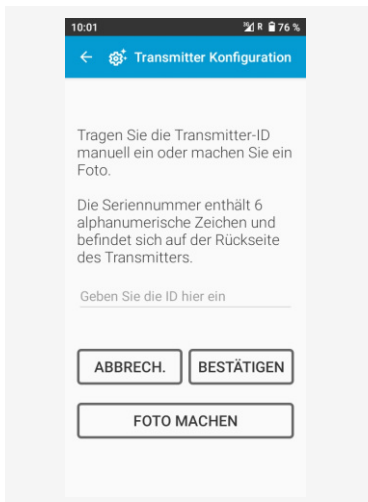 10:01 R 76 %
Transmitter Konfiguration
Tragen Sie die Transmitter-ID
manuell ein oder machen Sie ein
Foto.
Die Seriennummer enthält 6
alphanumerische Zeichen und
befindet sich auf der Rückseite
des Transmitters.
Geben Sie die ID hier ein
ABBRECH. BESTÄTIGEN
FOTO MACHEN